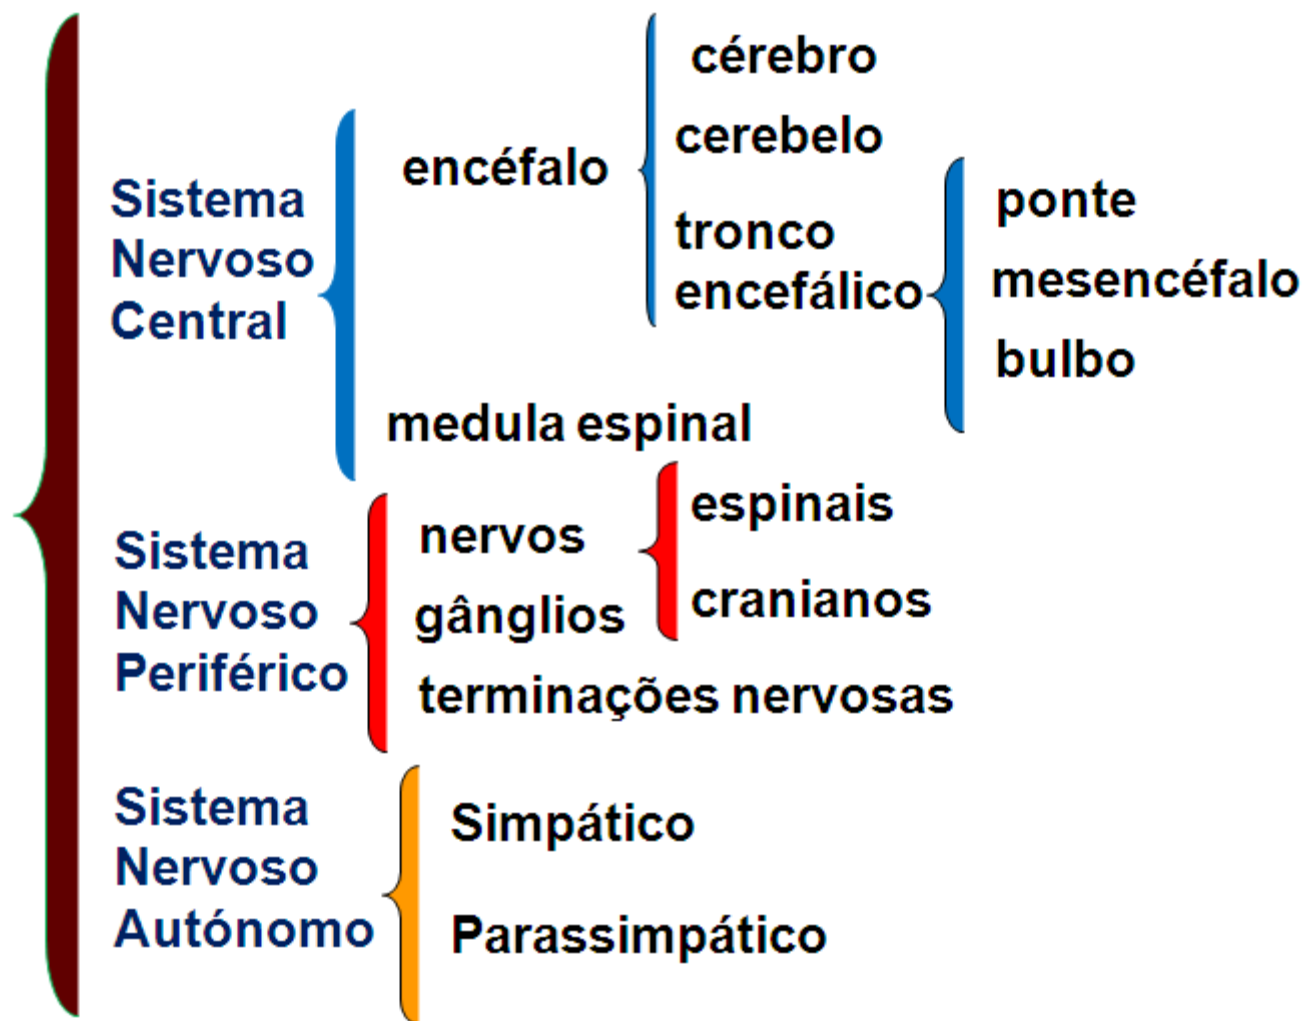 Sistema
Nervoso
Central
encéfalo
cérebro
cerebelo
tronco
encefálico
ponte
mesencéfalo
bulbo
medula espinal
Sistema
Nervoso
Periférico
nervos
espinais
cranianos
gânglios
terminações nervosas
Sistema
Nervoso
Autónomo
Simpático
Parassimpático